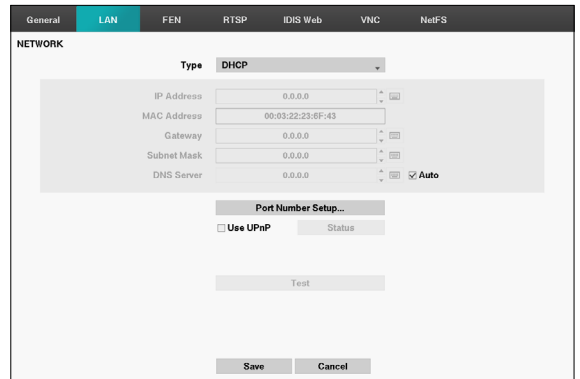 General LAN FEN RTSP IDIS Web VNC NetFS
NETWORK
Type DHCP
IP Address 0.0.0.0
MAC Address 00:03:22:23:6F:43
Gateway 0.0.0.0
Subnet Mask 0.0.0.0
DNS Server 0.0.0.0 Auto
Port Number Setup...
Use UPnP Status
Test
Save Cancel